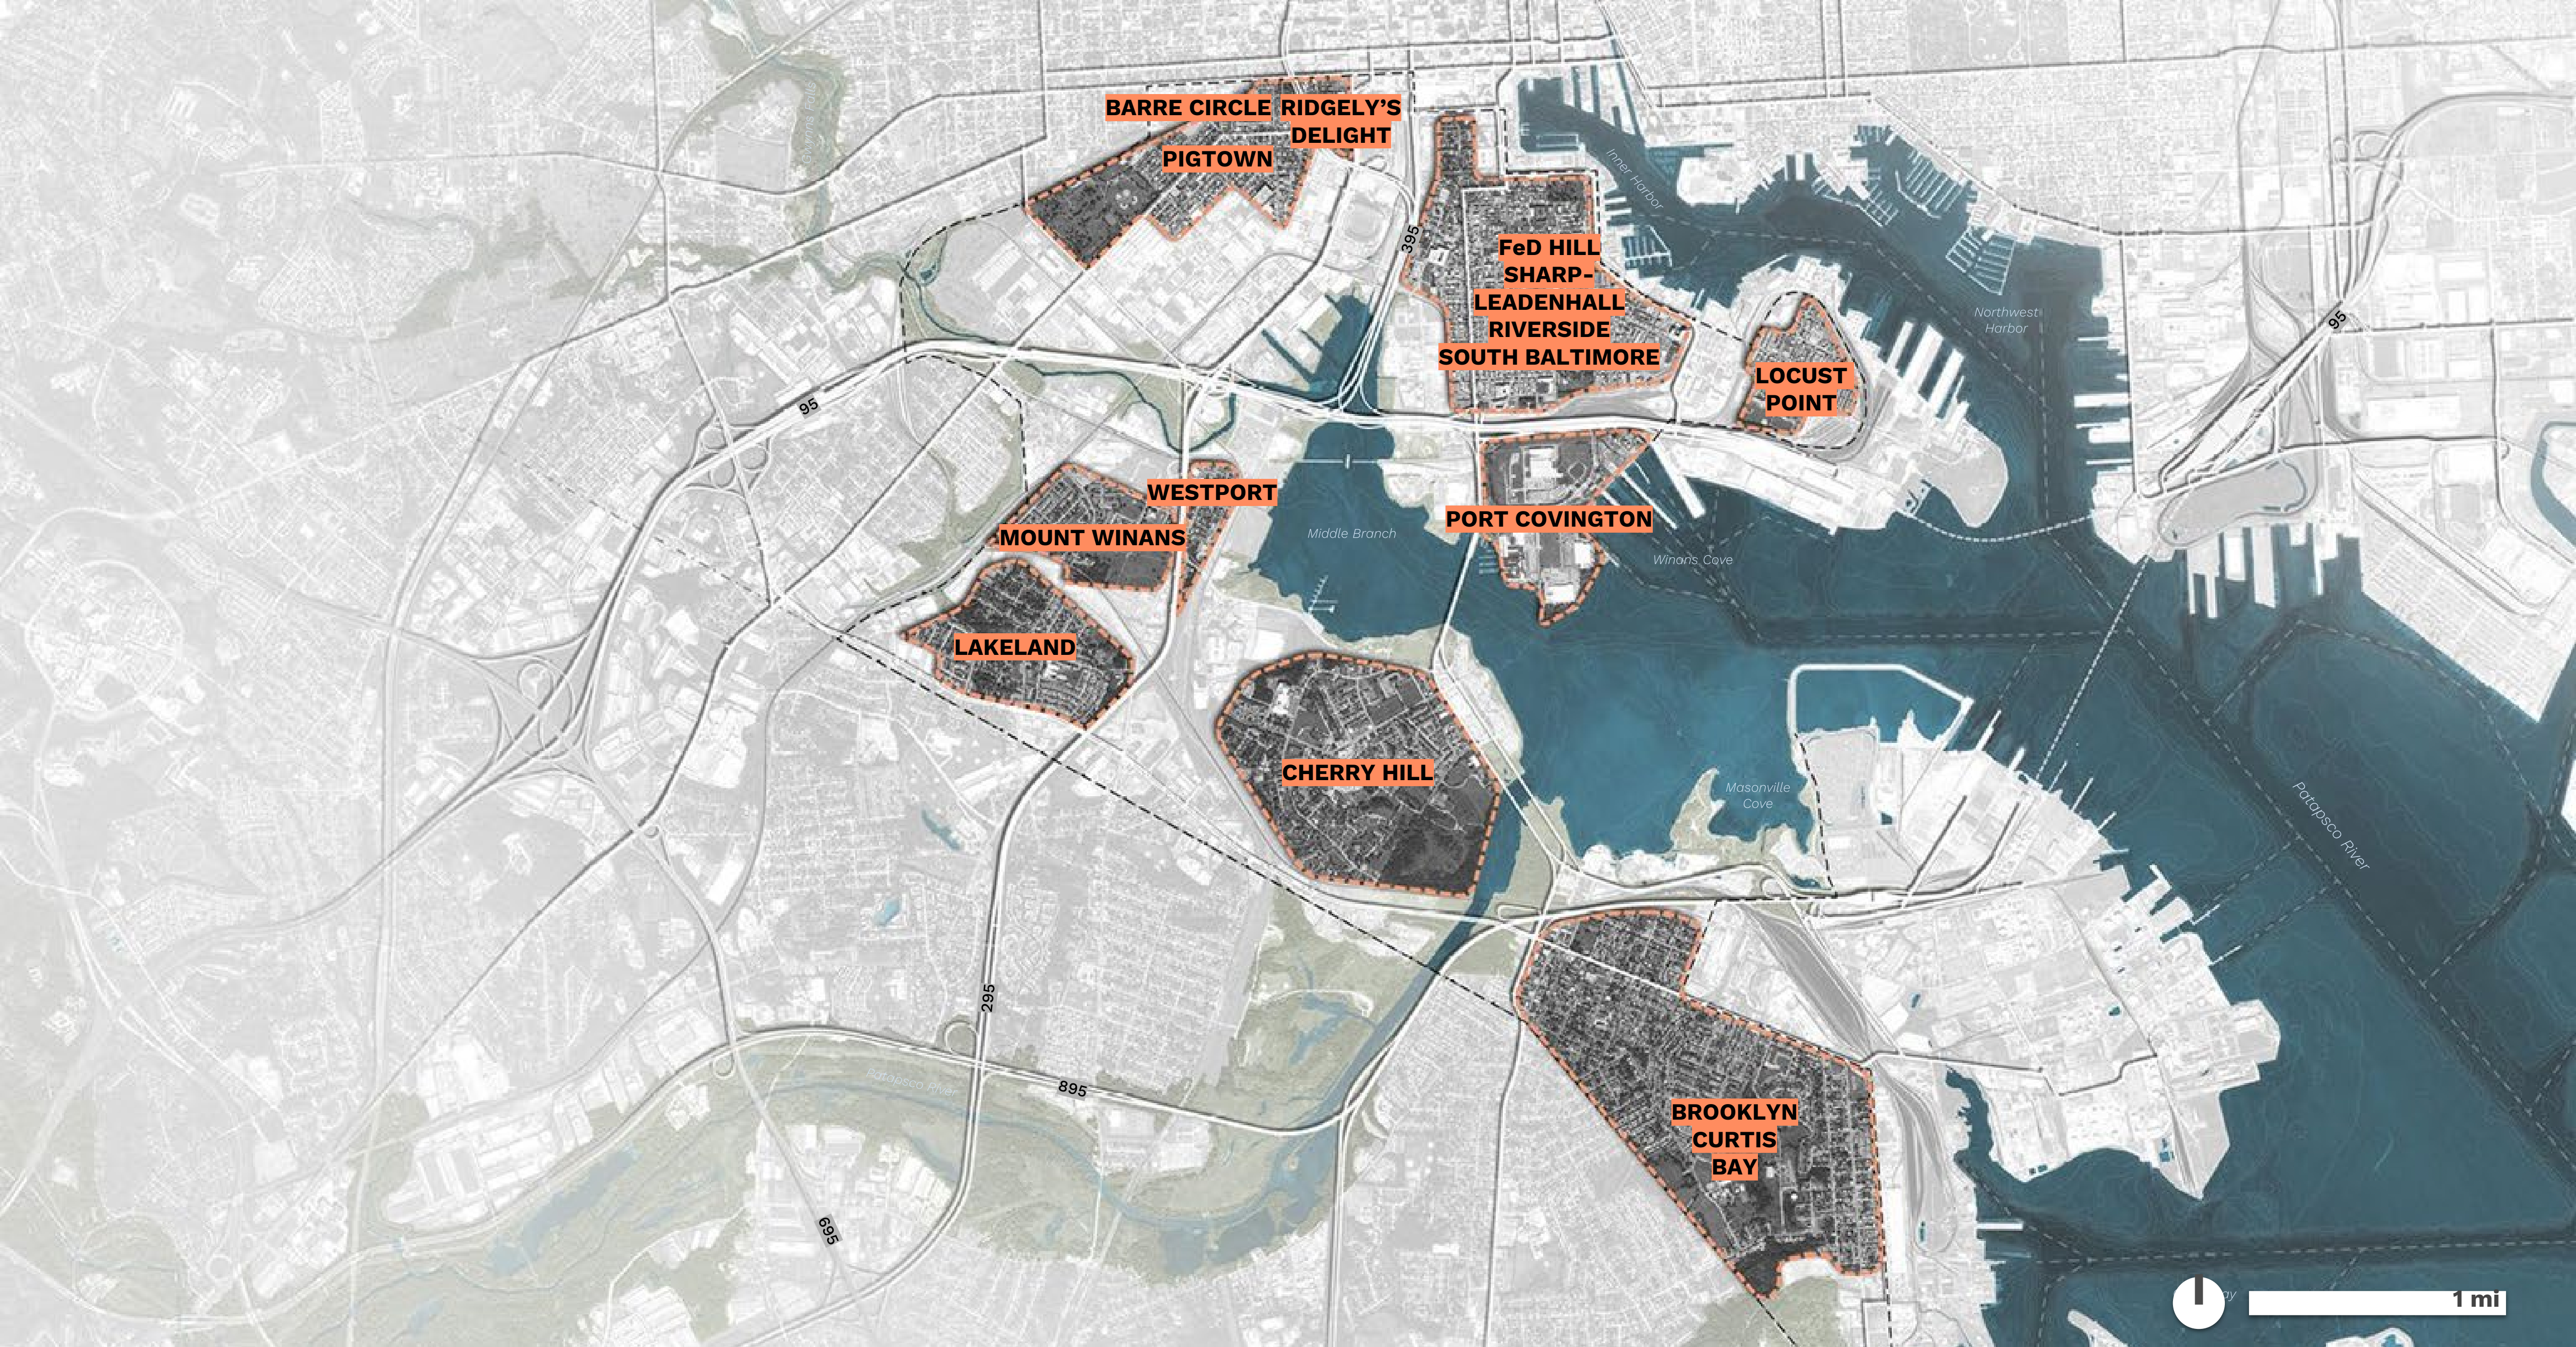 BARRE CIRCLE
RIDGELY'S
DELIGHT
PIGTOWN
Inner Harbor
395
FeD HILL
SHARP-
LEADENHALL
RIVERSIDE
SOUTH BALTIMORE
Northwest
Harbor
95
LOCUST
POINT
95
WESTPORT
MOUNT WINANS
Middle Branch
PORT COVINGTON
Winans Cove
LAKELAND
CHERRY HILL
Masonville
Cove
Patapsco River
295
895
Patapsco River
BROOKLYN
CURTIS
BAY
695
1 mi